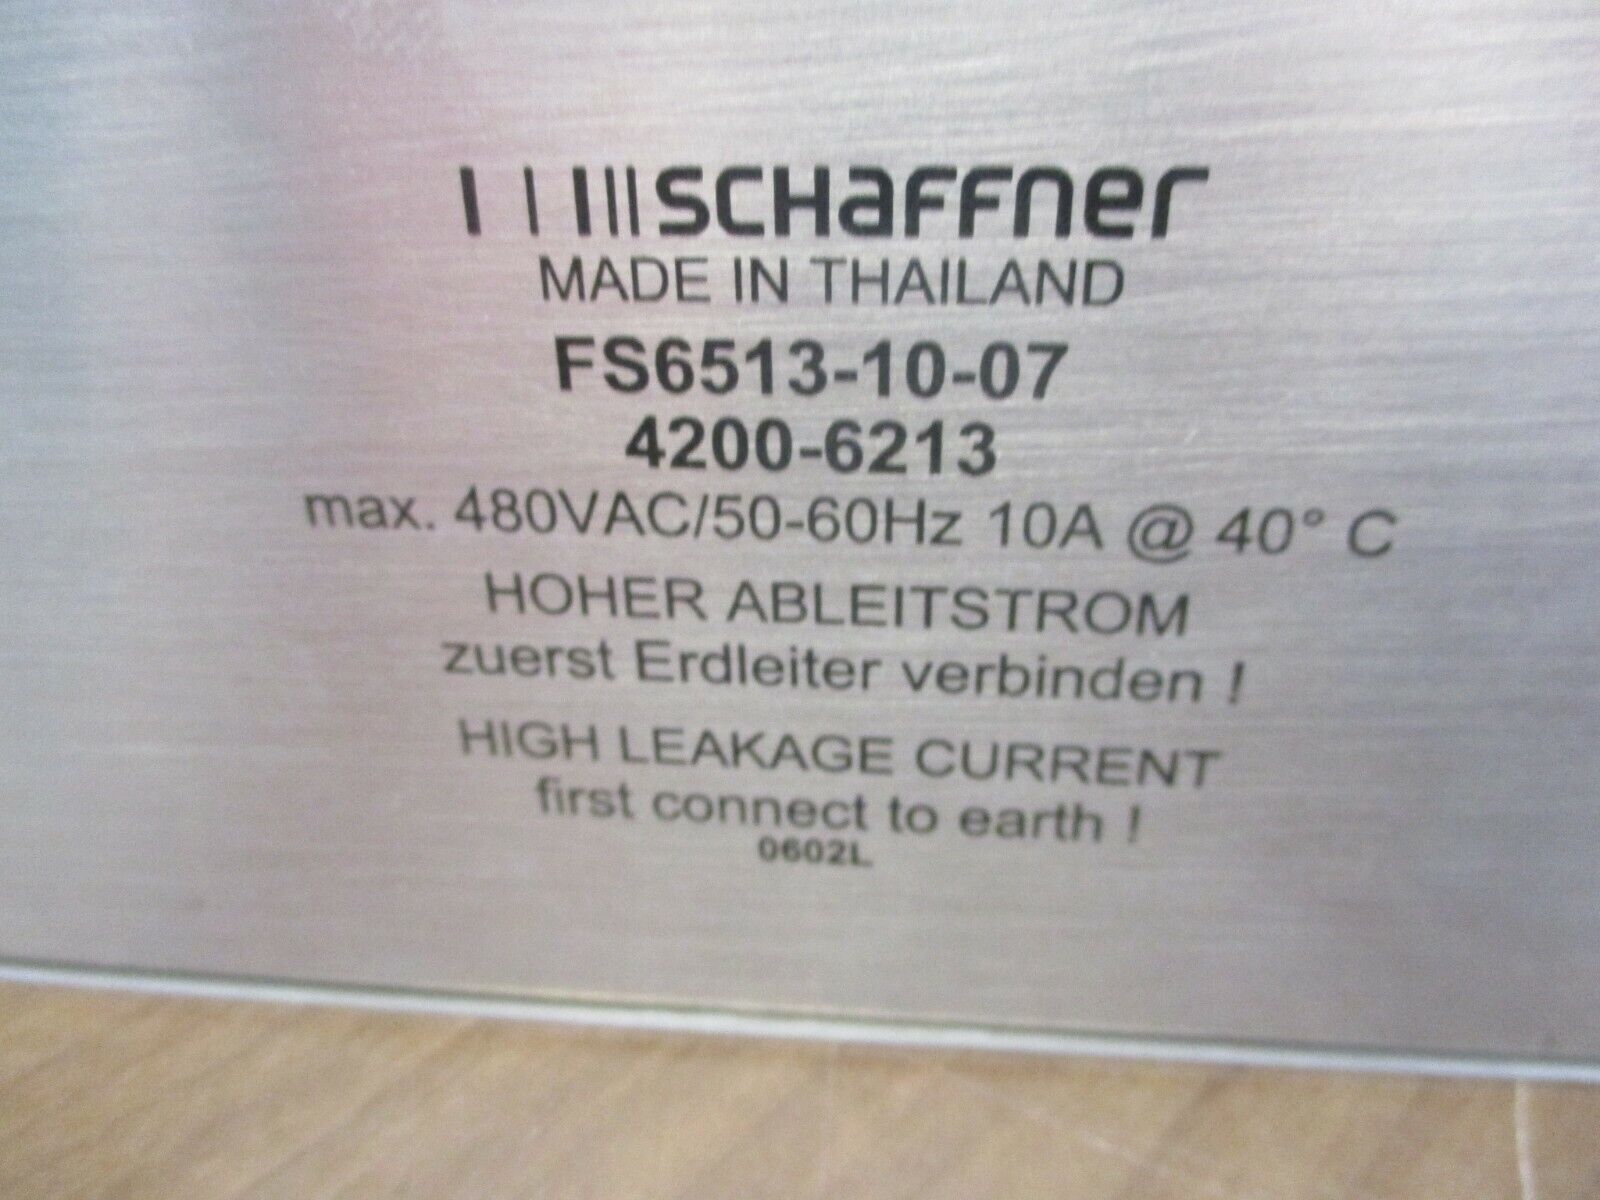 SCHAFFNER
MADE IN THAILAND
FS6513-10-07
4200-6213
max. 480VAC/50-60Hz 10A @ 40° C
HOHER ABLEITSTROM
zuerst Erdleiter verbinden !
HIGH LEAKAGE CURRENT
first connect to earth !
0602L